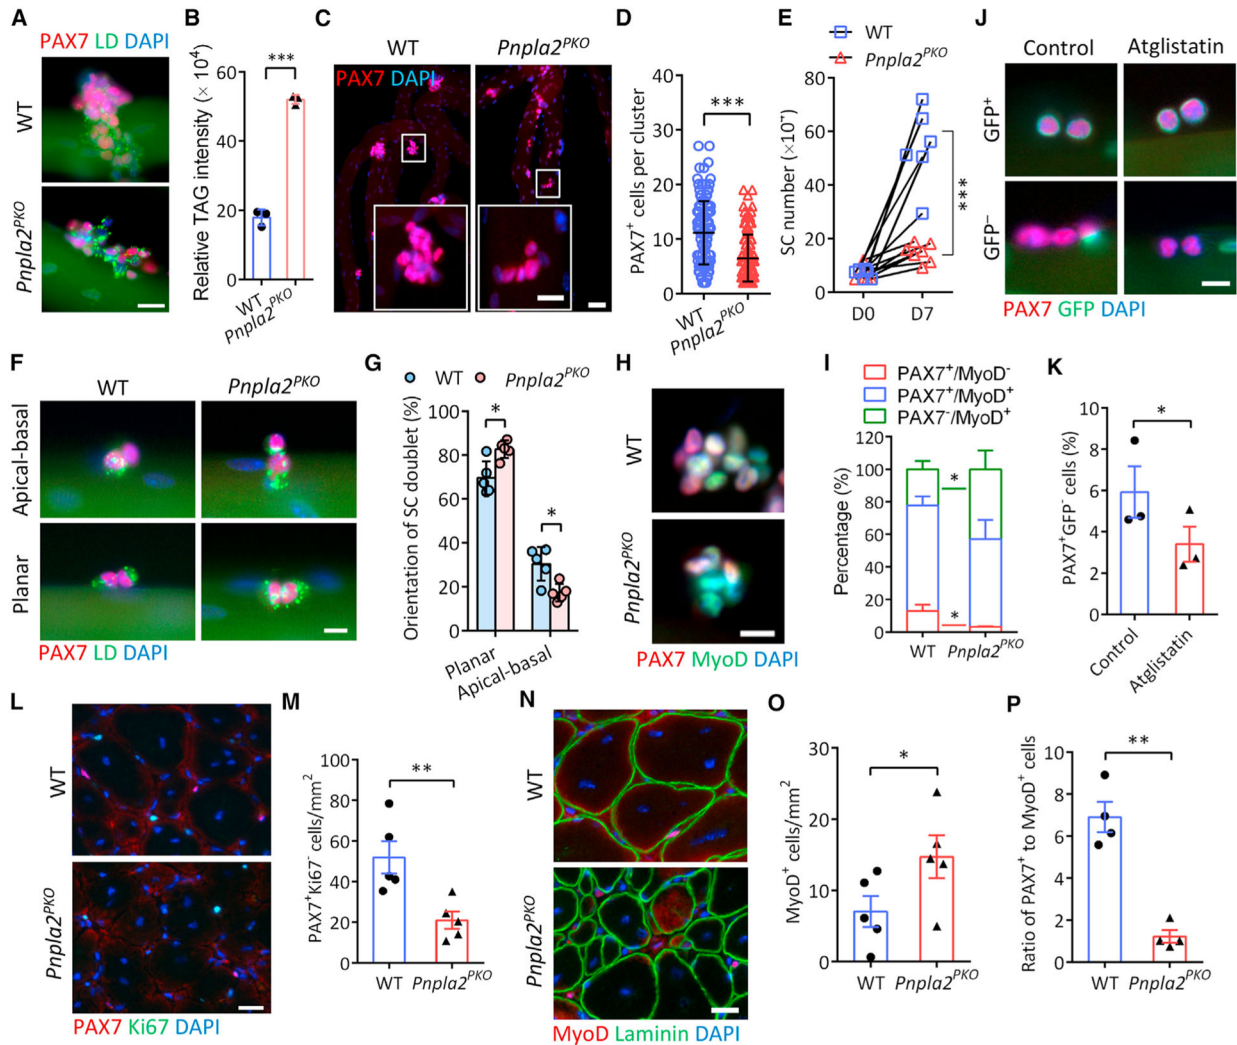 A
PAX7 LD DAPI
WT
Pnpla2PKO
B
Relative TAG intensity (× 10⁴)
***
60
40
20
0
WT
Pnpla2PKO
C
WT
Pnpla2PKO
PAX7 DAPI
D
PAX7⁺ cells per cluster
***
40
30
20
10
0
WT
Pnpla2PKO
E
WT
Pnpla2PKO
80
60
40
20
0
D0
D7
***
J
Control
Atglistatin
GFP⁺
GFP⁻
PAX7 GFP DAPI
F
WT
Pnpla2PKO
Apical-basal
Planar
PAX7 LD DAPI
G
WT
Pnpla2PKO
Orientation of SC doublet (%)
100
80
60
40
20
0
*
*
Planar
Apical-basal
H
WT
Pnpla2PKO
PAX7 MyoD DAPI
I
PAX7⁺/MyoD⁻
PAX7⁺/MyoD⁺
PAX7⁻/MyoD⁺
Percentage (%)
120
100
80
60
40
20
0
*
*
WT
Pnpla2PKO
K
PAX7⁺GFP⁻ cells (%)
10
8
6
4
2
0
*
Control
Atglistatin
L
WT
Pnpla2PKO
PAX7 Ki67 DAPI
M
PAX7⁺Ki67⁻ cells/mm²
100
80
60
40
20
0
**
WT
Pnpla2PKO
N
WT
Pnpla2PKO
MyoD Laminin DAPI
O
MyoD⁺ cells/mm²
30
20
10
0
*
WT
Pnpla2PKO
P
Ratio of PAX7⁺ to MyoD⁺ cells
10
8
6
4
2
0
**
WT
Pnpla2PKO